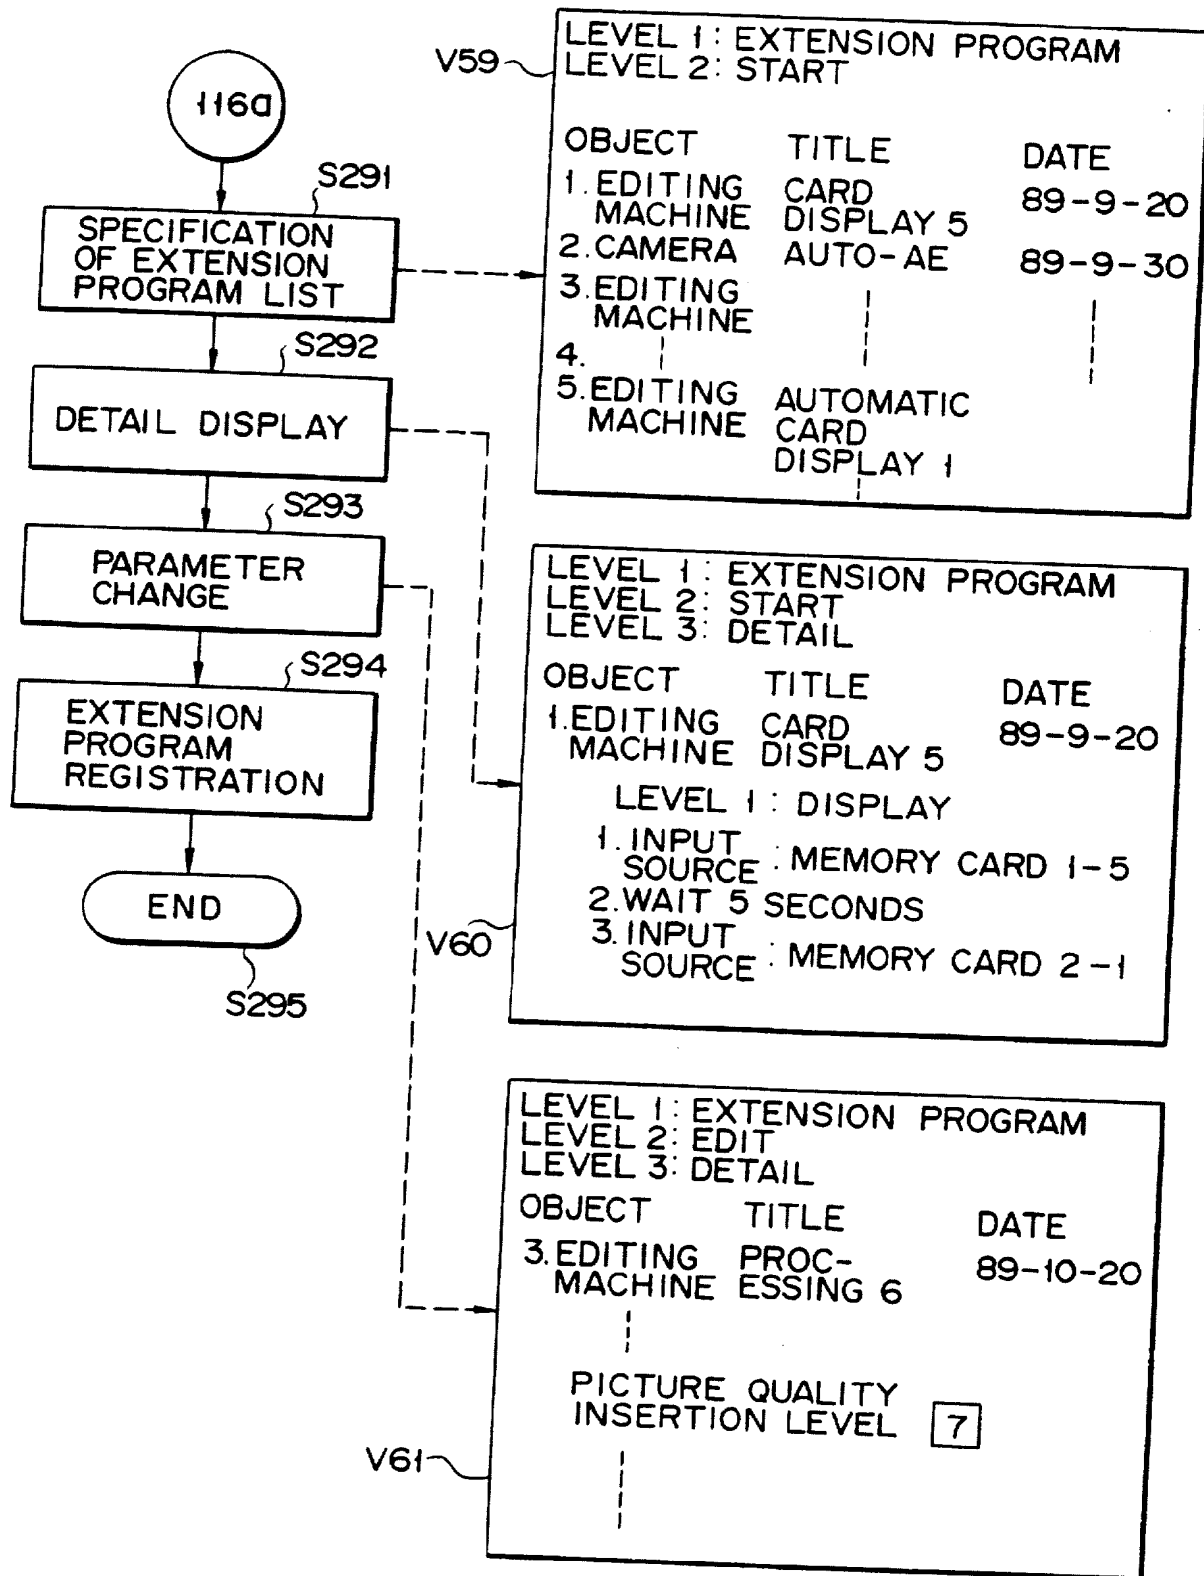 116a
S291
SPECIFICATION
OF EXTENSION
PROGRAM LIST
S292
DETAIL DISPLAY
S293
PARAMETER
CHANGE
S294
EXTENSION
PROGRAM
REGISTRATION
END
S295
V59
LEVEL 1: EXTENSION PROGRAM
LEVEL 2: START
OBJECT TITLE DATE
1. EDITING CARD 89-9-20
MACHINE DISPLAY 5
2. CAMERA AUTO-AE 89-9-30
3. EDITING
MACHINE
4.
5. EDITING AUTOMATIC
MACHINE CARD
DISPLAY 1
V60
LEVEL 1: EXTENSION PROGRAM
LEVEL 2: START
LEVEL 3: DETAIL
OBJECT TITLE DATE
1. EDITING CARD 89-9-20
MACHINE DISPLAY 5
LEVEL 1: DISPLAY
1. INPUT
SOURCE : MEMORY CARD 1-5
2. WAIT 5 SECONDS
3. INPUT
SOURCE : MEMORY CARD 2-1
V61
LEVEL 1: EXTENSION PROGRAM
LEVEL 2: EDIT
LEVEL 3: DETAIL
OBJECT TITLE DATE
3. EDITING PROC- 89-10-20
MACHINE ESSING 6
PICTURE QUALITY
INSERTION LEVEL 7